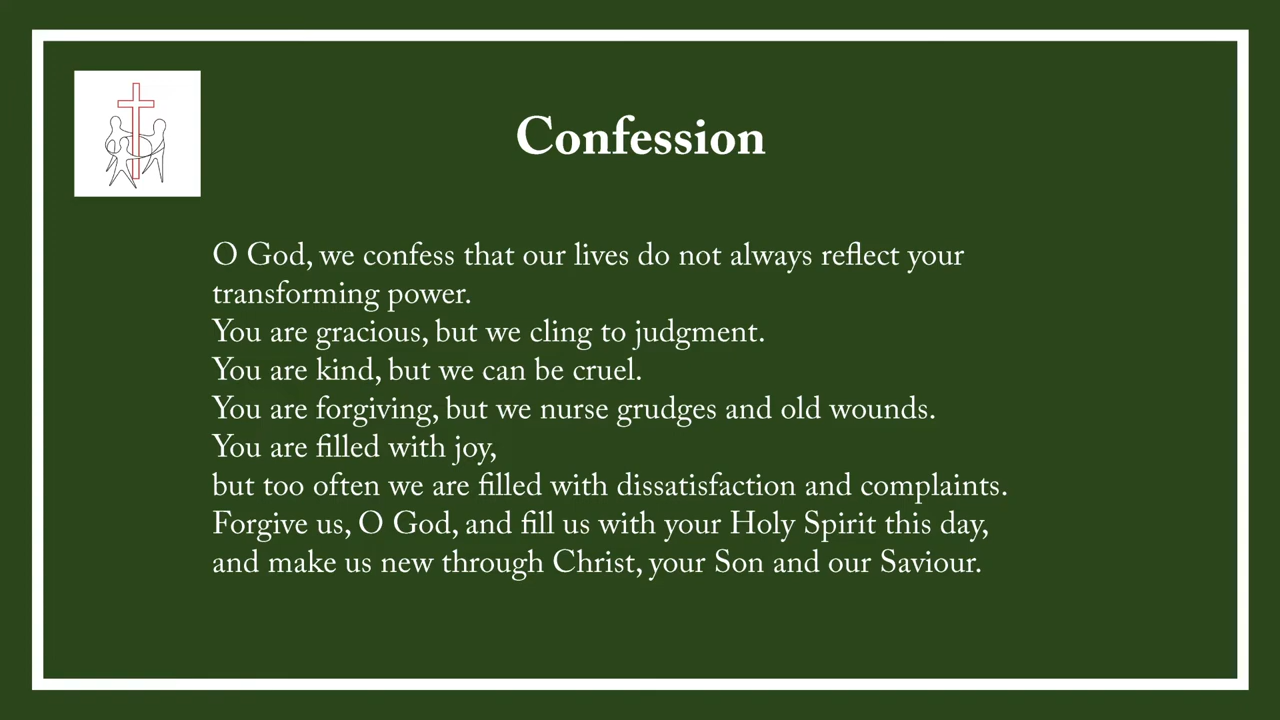 Confession
O God, we confess that our lives do not always reflect your
transforming power.
You are gracious, but we cling to judgment.
You are kind, but we can be cruel.
You are forgiving, but we nurse grudges and old wounds.
You are filled with joy,
but too often we are filled with dissatisfaction and complaints.
Forgive us, O God, and fill us with your Holy Spirit this day,
and make us new through Christ, your Son and our Saviour.